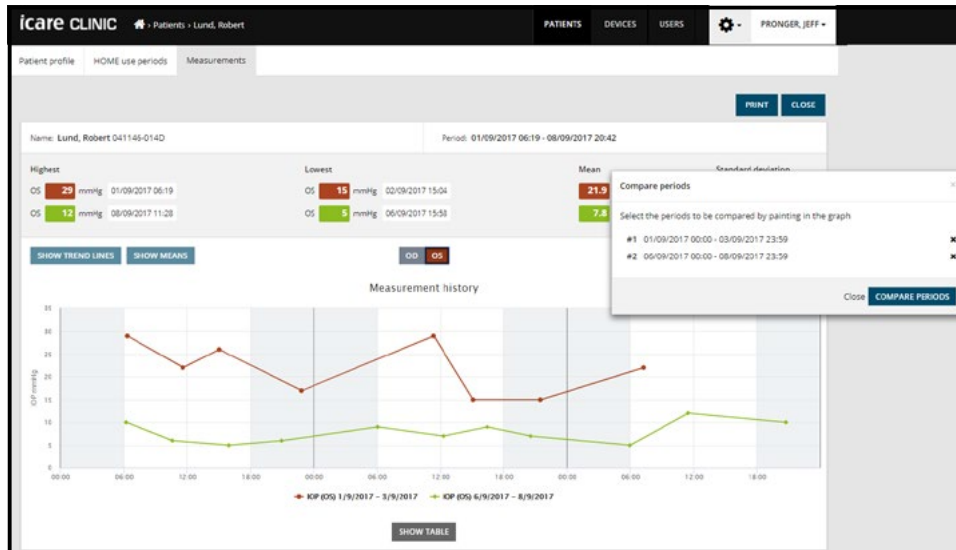 icare CLINIC › Patients › Lund, Robert PATIENTS DEVICES USERS PRONGER, JEFF
Patient profile HOME use periods Measurements
PRINT CLOSE
Name: Lund, Robert 041146-014D Period: 01/09/2017 06:19 - 08/09/2017 20:42
Highest Lowest Mean Standard deviation
OS 29 mmHg 01/09/2017 06:19 OS 15 mmHg 02/09/2017 15:04 21.9
OS 12 mmHg 08/09/2017 11:28 OS 5 mmHg 06/09/2017 15:58 7.8
Compare periods ×
Select the periods to be compared by painting in the graph
#1 01/09/2017 00:00 - 03/09/2017 23:59 ×
#2 06/09/2017 00:00 - 08/09/2017 23:59 ×
Close COMPARE PERIODS
SHOW TREND LINES SHOW MEANS OD OS
Measurement history
35
30
25
20
15
10
5
0
IOP mmHg
00:00 06:00 12:00 18:00 00:00 06:00 12:00 18:00 00:00 06:00 12:00 18:00
IOP (OS) 1/9/2017 – 3/9/2017 IOP (OS) 6/9/2017 – 8/9/2017
SHOW TABLE